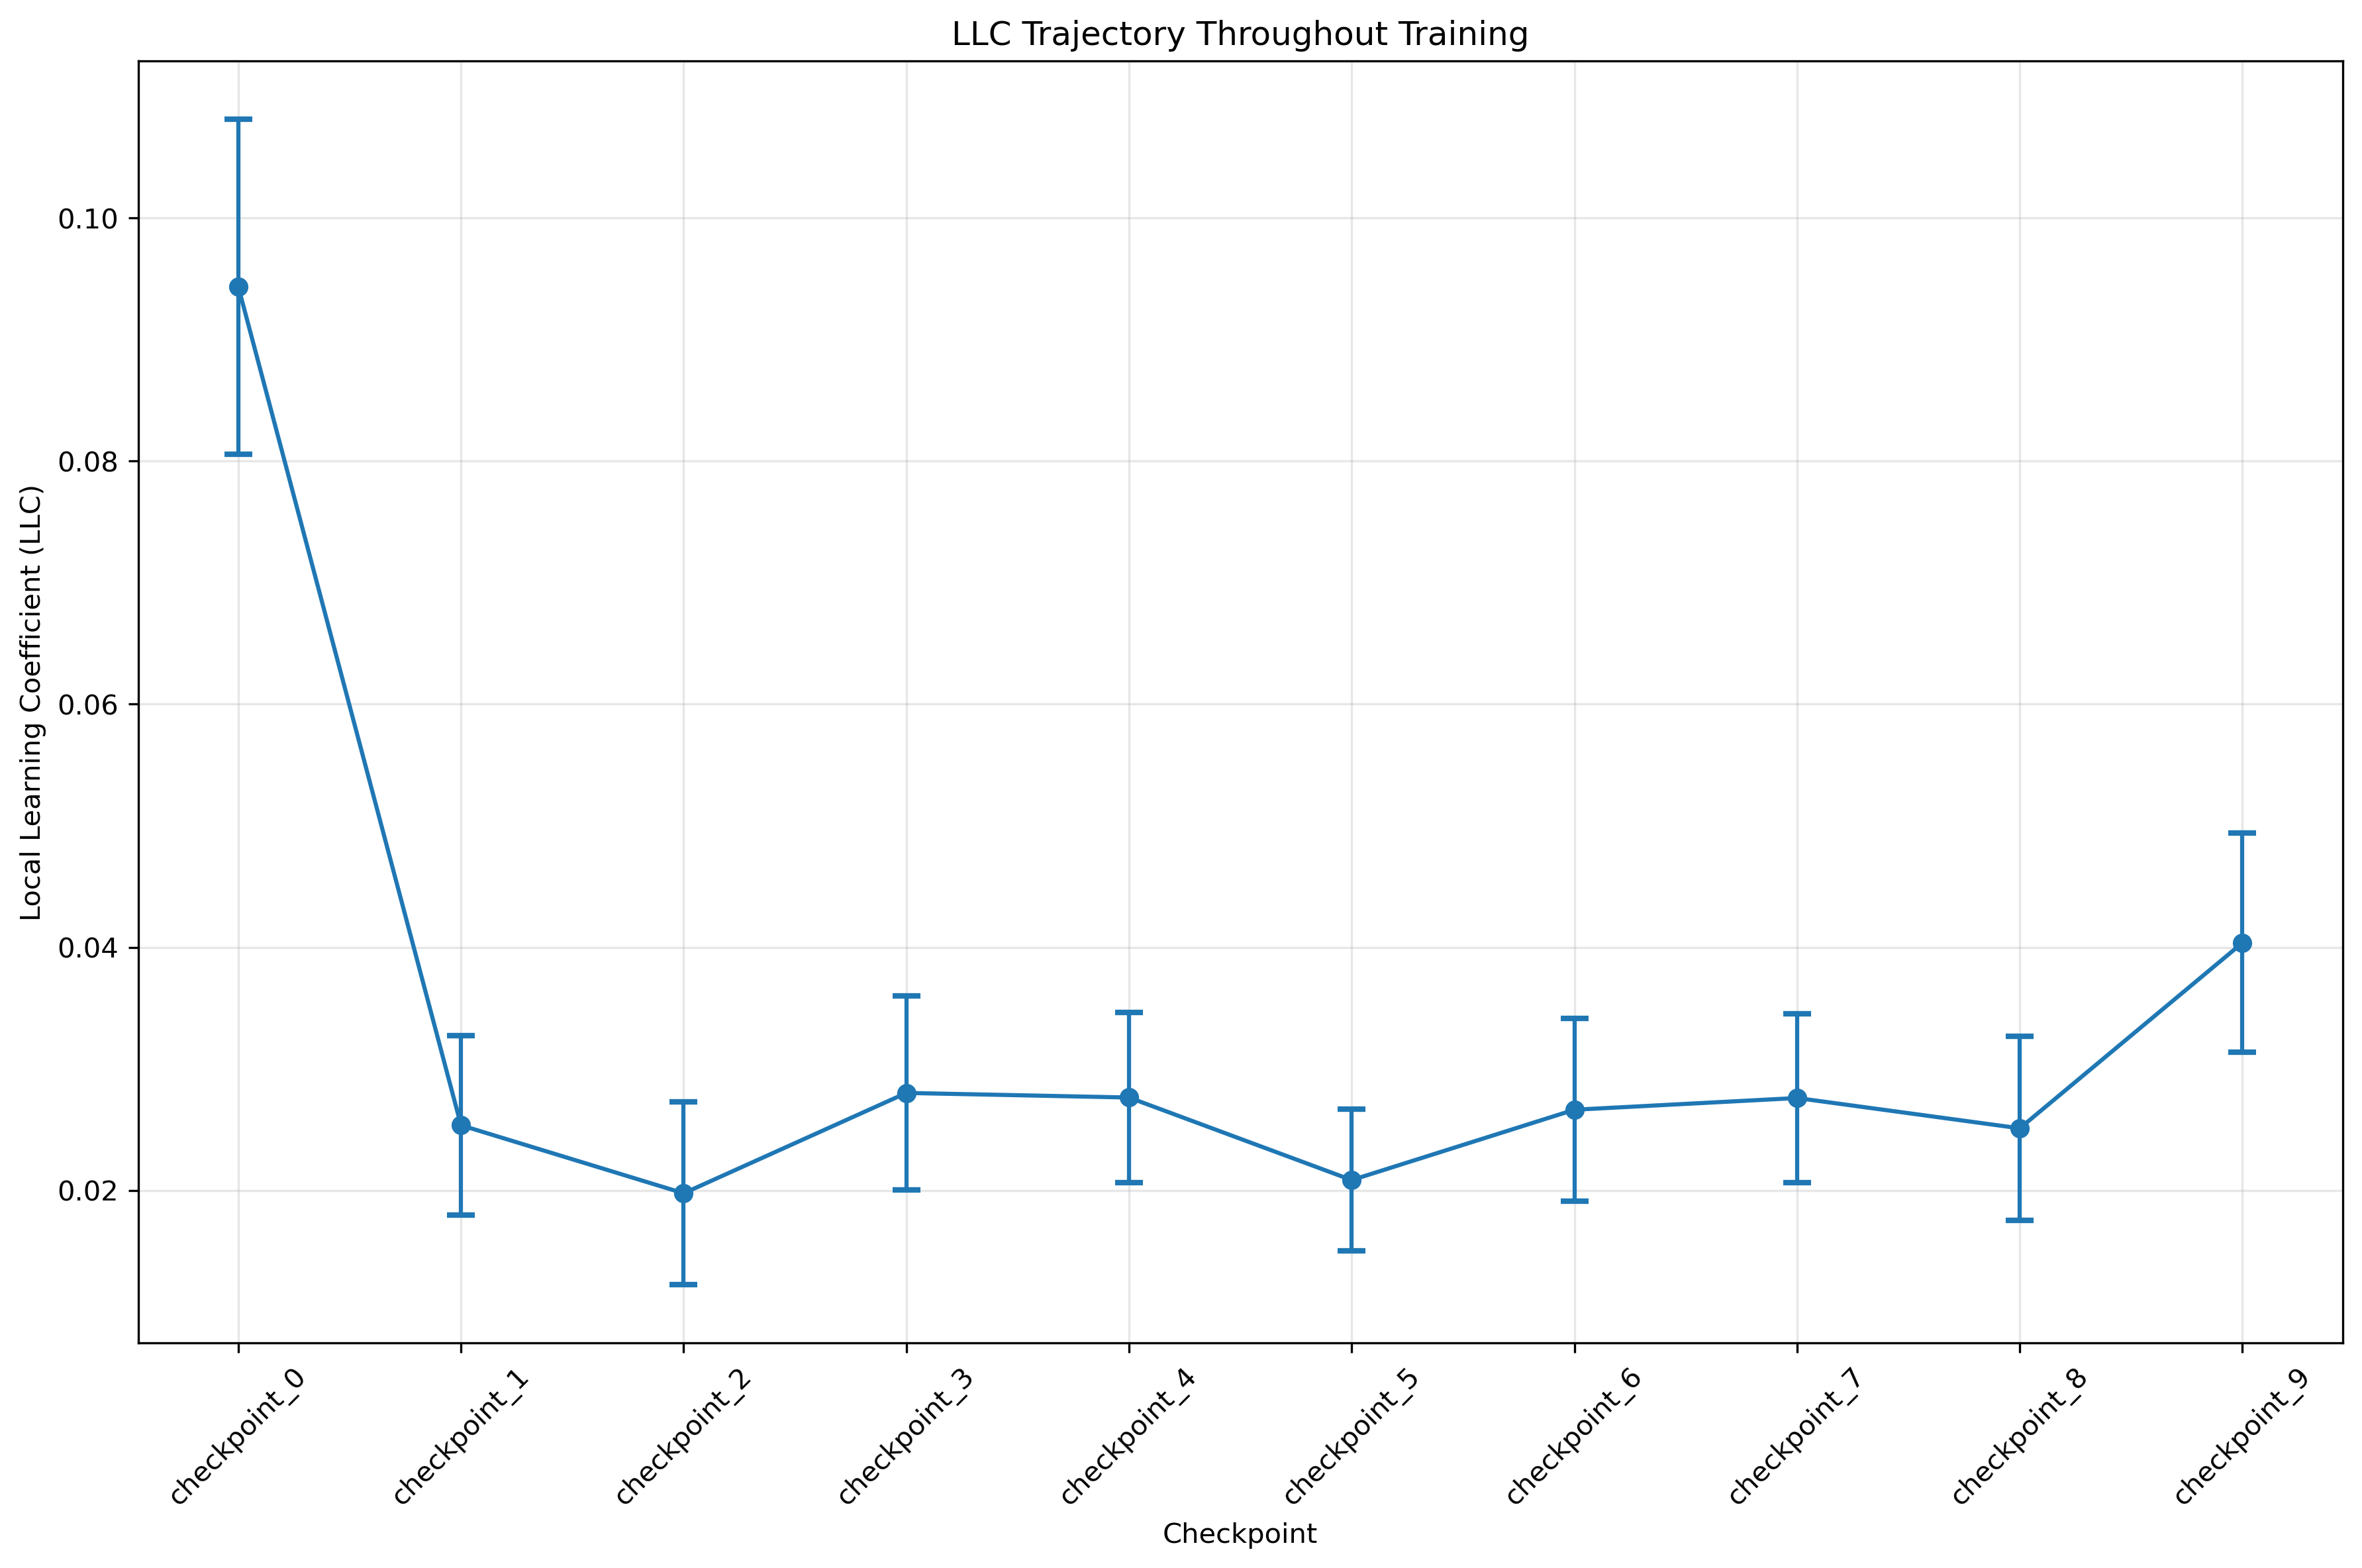 LLC Trajectory Throughout Training
Local Learning Coefficient (LLC)
0.10
0.08
0.06
0.04
0.02
checkpoint_0
checkpoint_1
checkpoint_2
checkpoint_3
checkpoint_4
checkpoint_5
checkpoint_6
checkpoint_7
checkpoint_8
checkpoint_9
Checkpoint